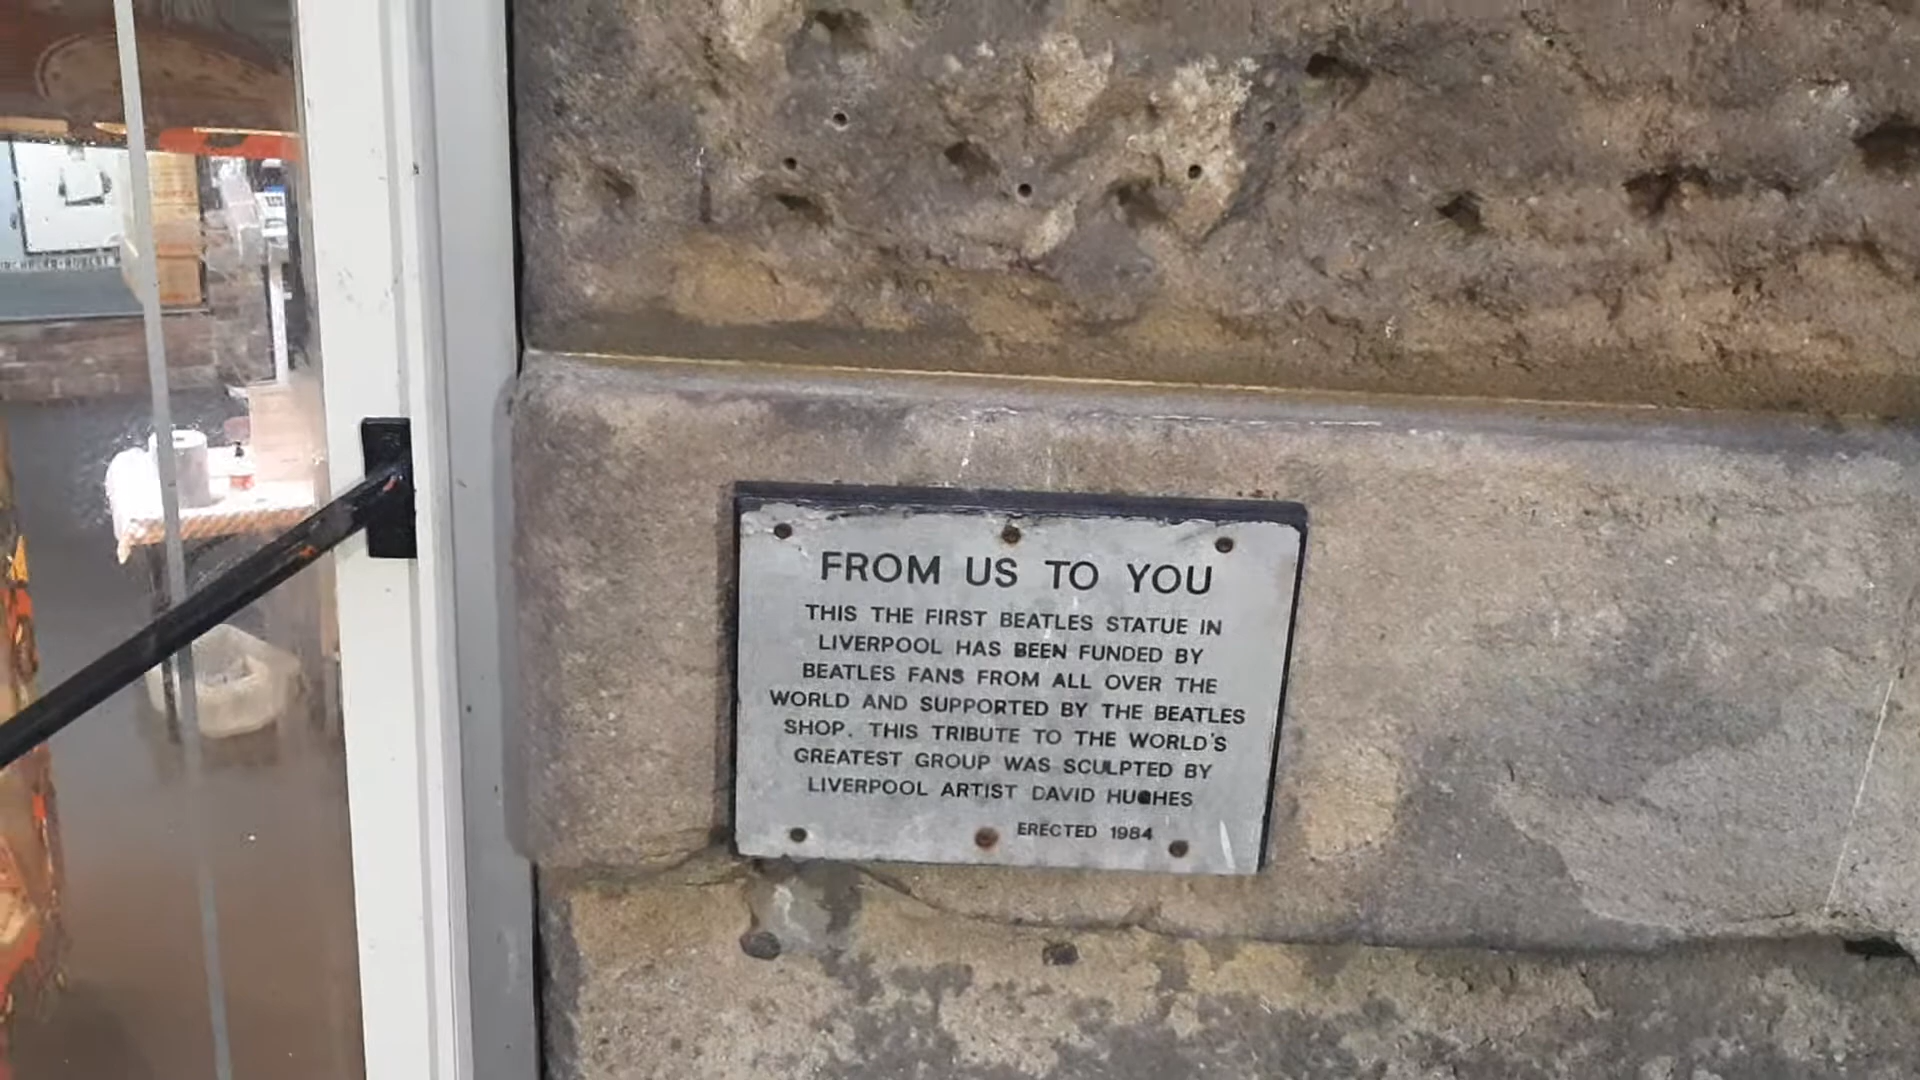 FROM US TO YOU
THIS THE FIRST BEATLES STATUE IN
LIVERPOOL HAS BEEN FUNDED BY
BEATLES FANS FROM ALL OVER THE
WORLD AND SUPPORTED BY THE BEATLES
SHOP. THIS TRIBUTE TO THE WORLD'S
GREATEST GROUP WAS SCULPTED BY
LIVERPOOL ARTIST DAVID HUGHES
ERECTED 1984